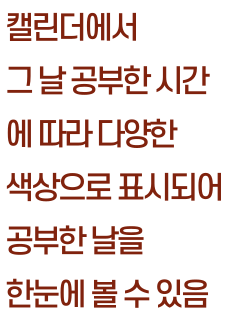 캘린더에서
그 날 공부한 시간
에 따라 다양한
색상으로 표시되어
공부한 날을
한눈에 볼 수 있음